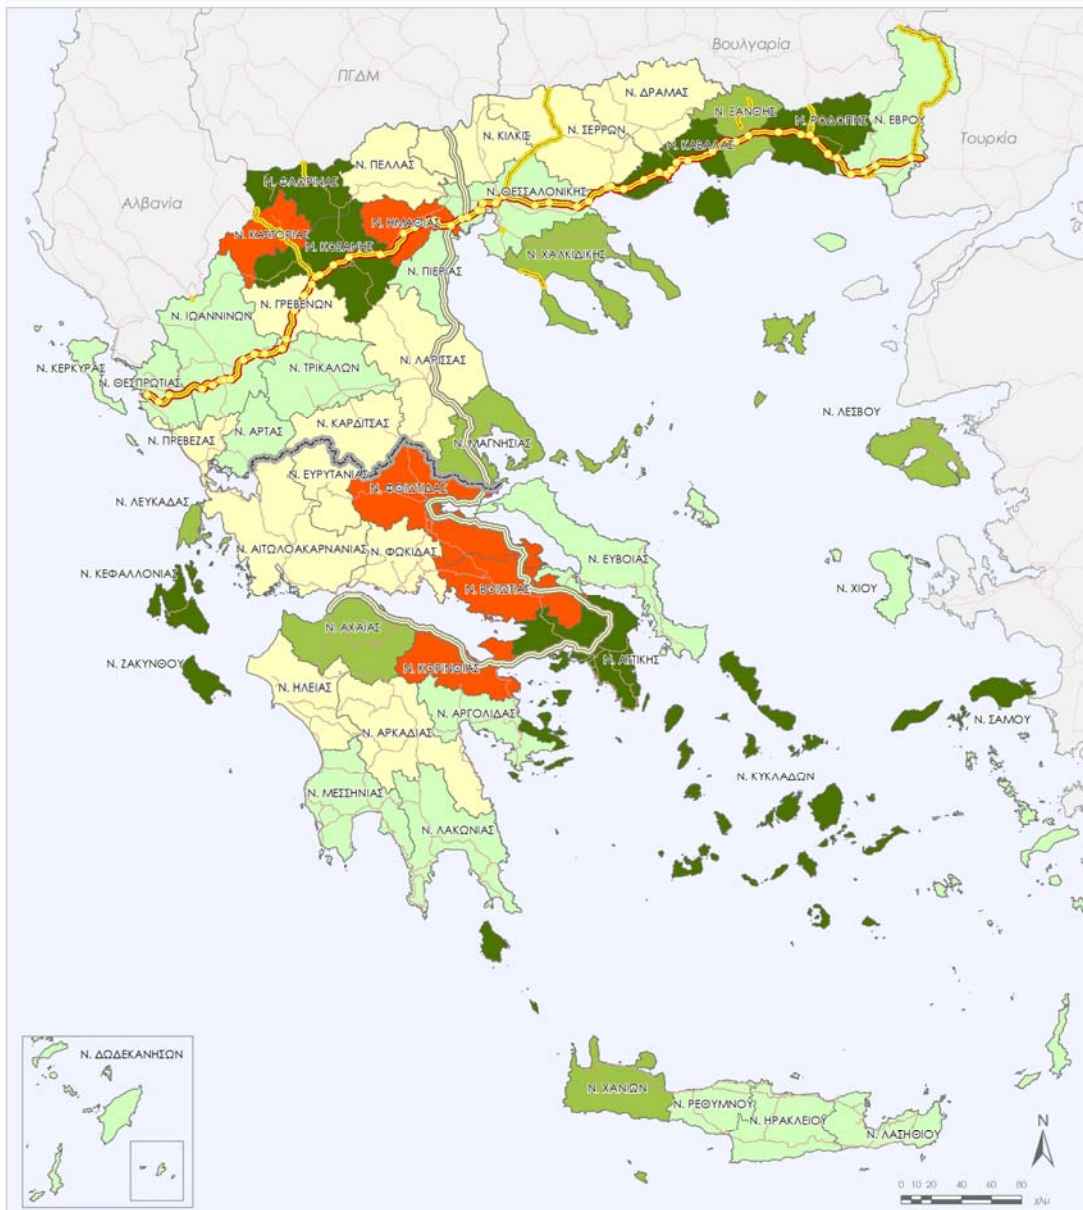 Βουλγαρία
ΠΓΔΜ
Ν. ΔΡΑΜΑΣ
Ν. ΞΑΝΘΗΣ
Ν. ΚΙΛΚΙΣ
Ν. ΣΕΡΡΩΝ
Ν. ΡΟΔΟΠΗΣ
Ν. ΕΒΡΟΥ
Τουρκία
Ν. ΚΑΒΑΛΑΣ
Ν. ΠΕΛΛΑΣ
Ν. ΦΛΩΡΙΝΑΣ
Ν. ΘΕΣΣΑΛΟΝΙΚΗΣ
Αλβανία
Ν. ΗΜΑΘΙΑΣ
Ν. ΚΑΣΤΟΡΙΑΣ
Ν. ΚΟΖΑΝΗΣ
Ν. ΧΑΛΚΙΔΙΚΗΣ
Ν. ΠΙΕΡΙΑΣ
Ν. ΓΡΕΒΕΝΩΝ
Ν. ΙΩΑΝΝΙΝΩΝ
Ν. ΛΑΡΙΣΣΑΣ
Ν. ΚΕΡΚΥΡΑΣ
Ν. ΤΡΙΚΑΛΩΝ
Ν. ΘΕΣΠΡΩΤΙΑΣ
Ν. ΛΕΣΒΟΥ
Ν. ΚΑΡΔΙΤΣΑΣ
Ν. ΑΡΤΑΣ
Ν. ΠΡΕΒΕΖΑΣ
Ν. ΜΑΓΝΗΣΙΑΣ
Ν. ΕΥΡΥΤΑΝΙΑΣ
Ν. ΦΘΙΩΤΙΔΑΣ
Ν. ΛΕΥΚΑΔΑΣ
Ν. ΑΙΤΩΛΟΑΚΑΡΝΑΝΙΑΣ
Ν. ΦΩΚΙΔΑΣ
Ν. ΕΥΒΟΙΑΣ
Ν. ΚΕΦΑΛΛΟΝΙΑΣ
Ν. ΒΟΙΩΤΙΑΣ
Ν. ΧΙΟΥ
Ν. ΑΧΑΪΑΣ
Ν. ΑΤΤΙΚΗΣ
Ν. ΖΑΚΥΝΘΟΥ
Ν. ΚΟΡΙΝΘΙΑΣ
Ν. ΗΛΕΙΑΣ
Ν. ΑΡΓΟΛΙΔΑΣ
Ν. ΣΑΜΟΥ
Ν. ΑΡΚΑΔΙΑΣ
Ν. ΚΥΚΛΑΔΩΝ
Ν. ΜΕΣΣΗΝΙΑΣ
Ν. ΛΑΚΩΝΙΑΣ
Ν. ΔΩΔΕΚΑΝΗΣΩΝ
Ν. ΧΑΝΙΩΝ
Ν. ΡΕΘΥΜΝΟΥ
Ν. ΗΡΑΚΛΕΙΟΥ
Ν. ΛΑΣΗΘΙΟΥ
N
0 10 20 40 60 80
χλμ